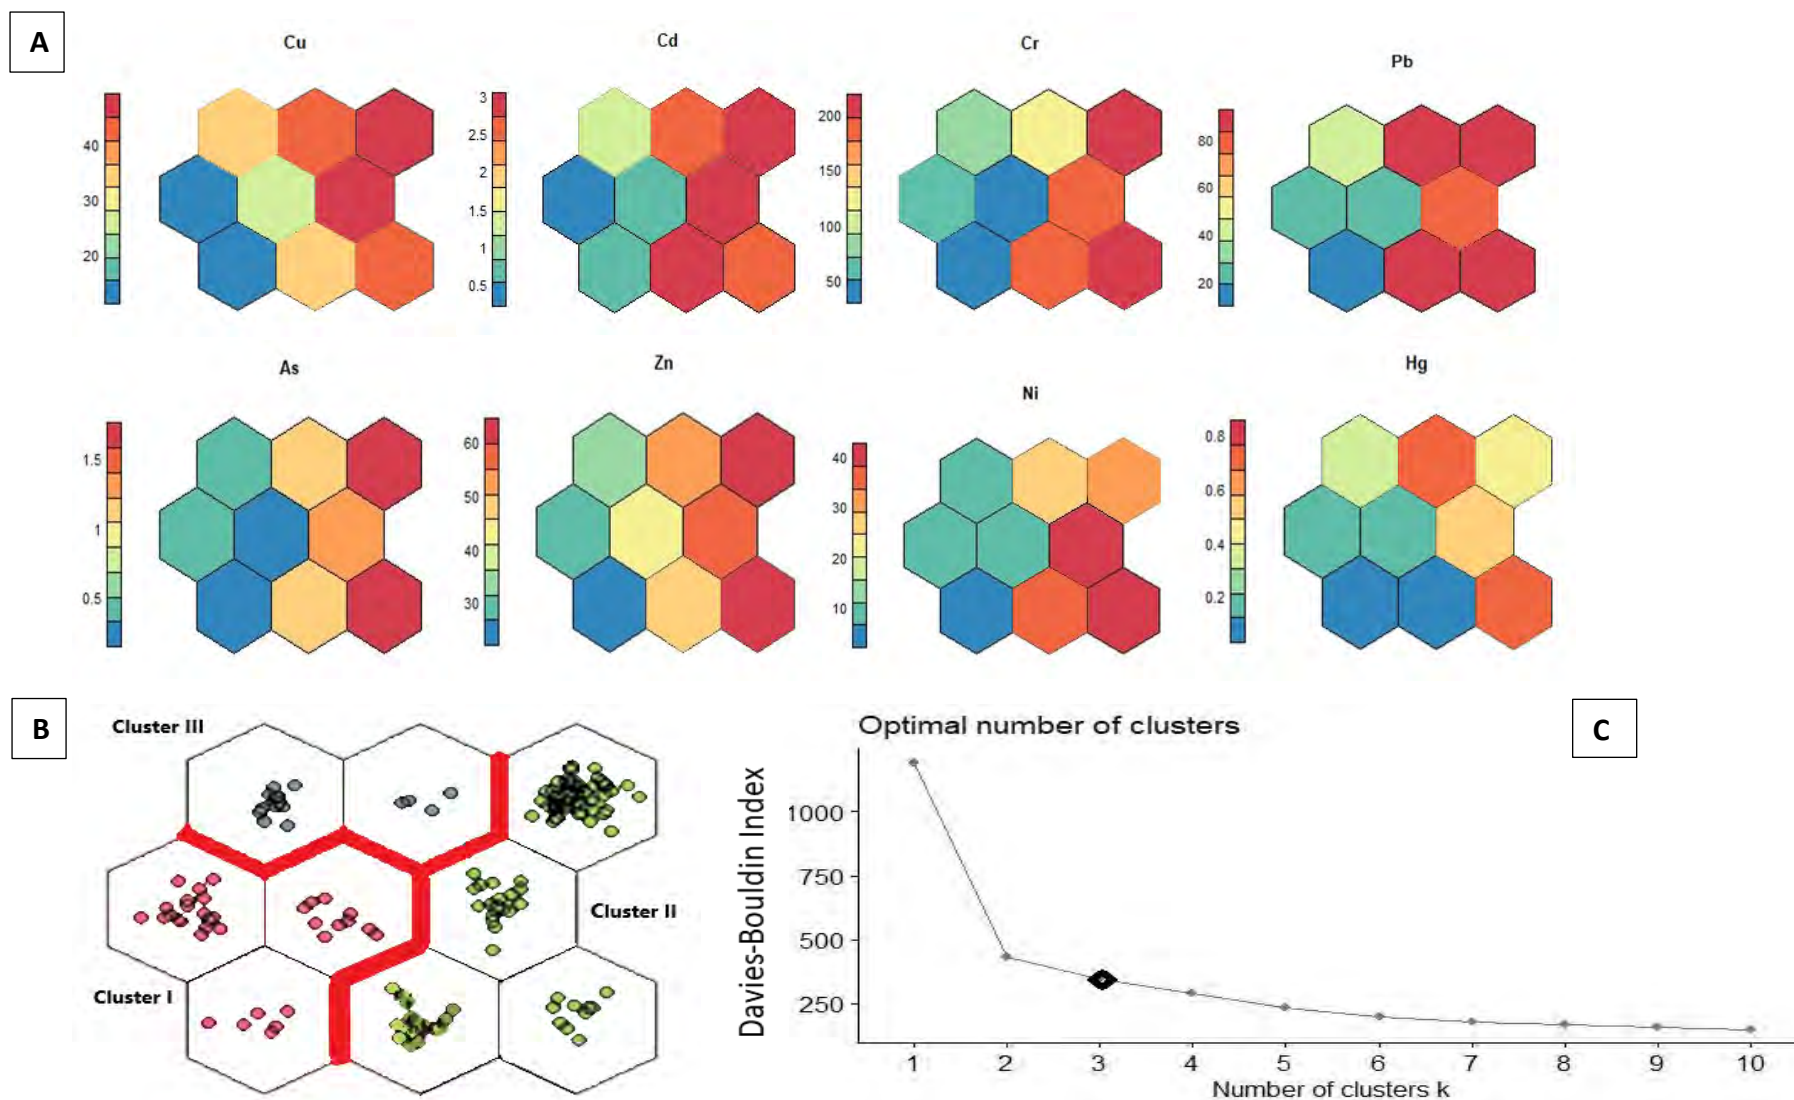 A
Cu
Cd
Cr
Pb
40
30
20
3
2.5
2
1.5
1
0.5
200
150
100
50
80
60
40
20
As
Zn
Ni
Hg
1.5
1
0.5
60
50
40
30
40
30
20
10
0.8
0.6
0.4
0.2
B
Cluster III
Cluster II
Cluster I
C
Optimal number of clusters
Davies-Bouldin Index
1000
750
500
250
1 2 3 4 5 6 7 8 9 10
Number of clusters k